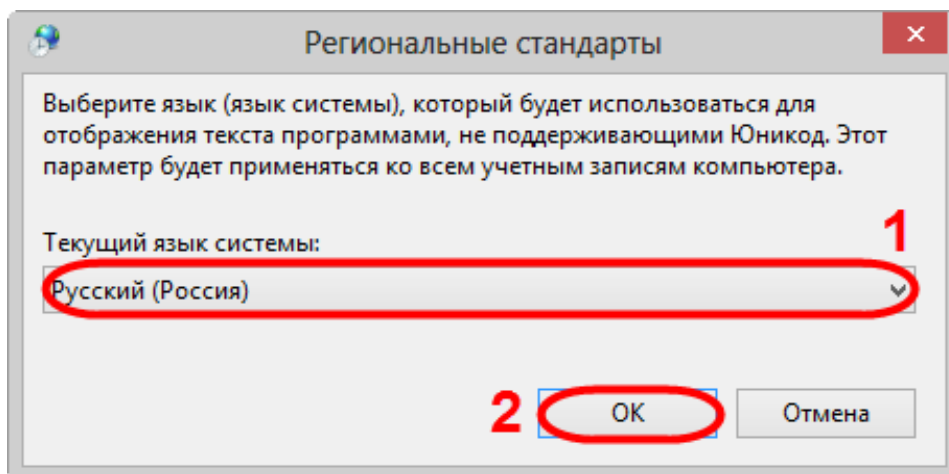 Региональные стандарты
Выберите язык (язык системы), который будет использоваться для
отображения текста программами, не поддерживающими Юникод. Этот
параметр будет применяться ко всем учетным записям компьютера.
Текущий язык системы:
1
Русский (Россия)
2
ОК
Отмена